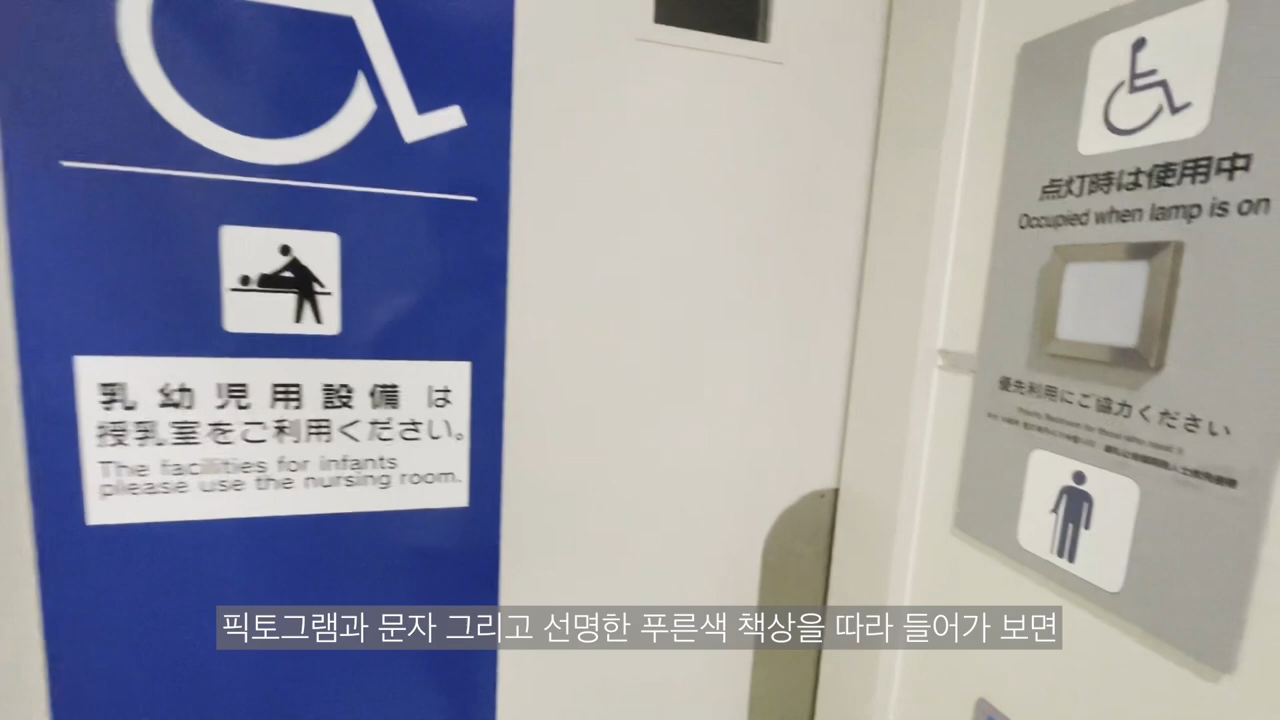 乳幼児用設備は
授乳室をご利用ください。
The facilities for infants
please use the nursing room.
点灯時は使用中
Occupied when lamp is on
優先利用にご協力ください
픽토그램과 문자 그리고 선명한 푸른색 책상을 따라 들어가 보면